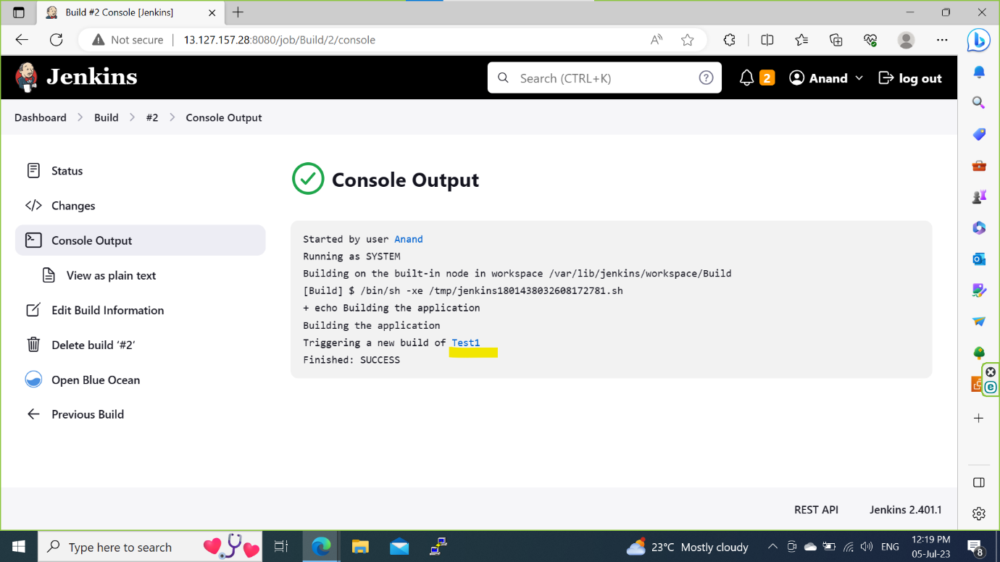 Build #2 Console [Jenkins]
Not secure
13.127.157.28:8080/job/Build/2/console
Jenkins
Search (CTRL+K)
2
Anand
log out
Dashboard
Build
#2
Console Output
Status
Changes
Console Output
View as plain text
Edit Build Information
Delete build ‘#2’
Open Blue Ocean
Previous Build
Console Output
Started by user Anand
Running as SYSTEM
Building on the built-in node in workspace /var/lib/jenkins/workspace/Build
[Build] $ /bin/sh -xe /tmp/jenkins1801438032608172781.sh
+ echo Building the application
Building the application
Triggering a new build of Test1
Finished: SUCCESS
REST API
Jenkins 2.401.1
Type here to search
23°C Mostly cloudy
ENG
12:19 PM
05-Jul-23
8